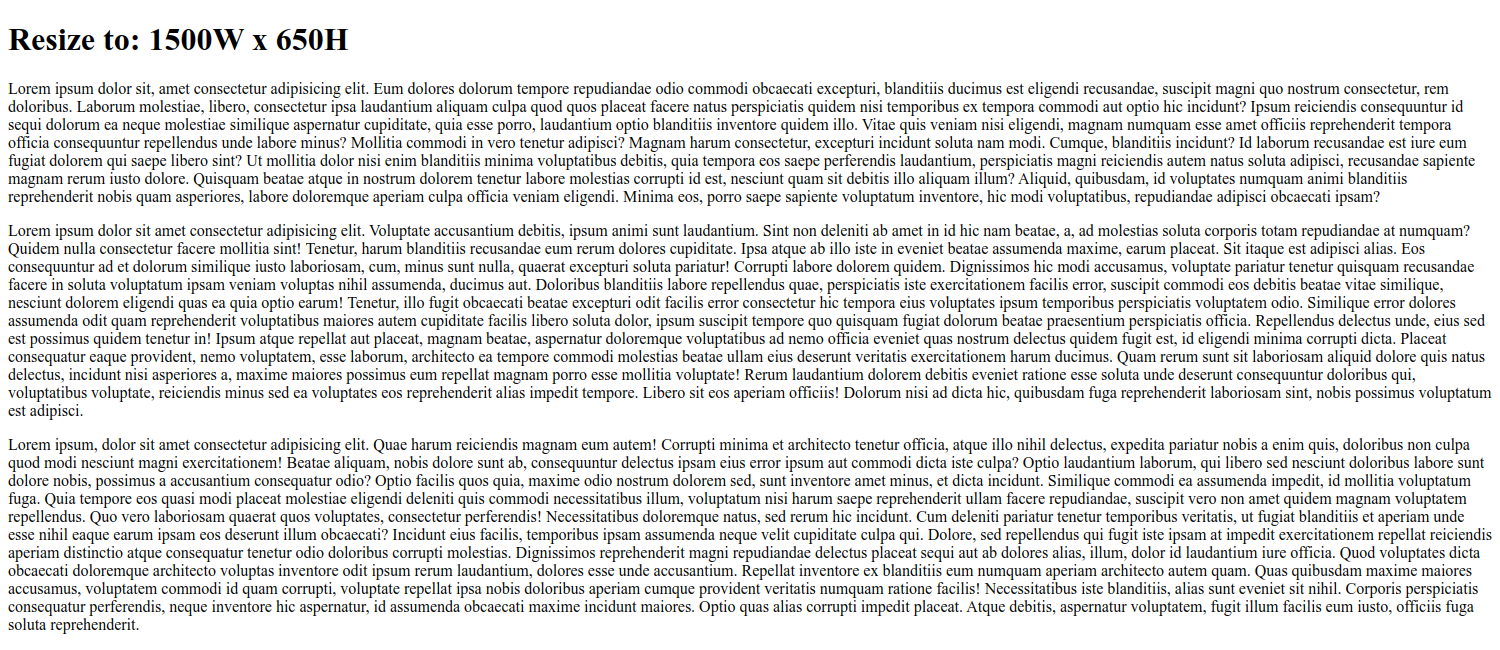 Resize to: 1500W x 650H
Lorem ipsum dolor sit, amet consectetur adipisicing elit. Eum dolores dolorum tempore repudiandae odio commodi obcaecati excepturi, blanditiis ducimus est eligendi recusandae, suscipit magni quo nostrum consectetur, rem
doloribus. Laborum molestiae, libero, consectetur ipsa laudantium aliquam culpa quod quos placeat facere natus perspiciatis quidem nisi temporibus ex tempora commodi aut optio hic incidunt? Ipsum reiciendis consequuntur id
sequi dolorum ea neque molestiae similique aspernatur cupiditate, quia esse porro, laudantium optio blanditiis inventore quidem illo. Vitae quis veniam nisi eligendi, magnam numquam esse amet officiis reprehenderit tempora
officia consequuntur repellendus unde labore minus? Mollitia commodi in vero tenetur adipisci? Magnam harum consectetur, excepturi incidunt soluta nam modi. Cumque, blanditiis incidunt? Id laborum recusandae est iure eum
fugiat dolorem qui saepe libero sint? Ut mollitia dolor nisi enim blanditiis minima voluptatibus debitis, quia tempora eos saepe perferendis laudantium, perspiciatis magni reiciendis autem natus soluta adipisci, recusandae sapiente
magnam rerum iusto dolore. Quisquam beatae atque in nostrum dolorem tenetur labore molestias corrupti id est, nesciunt quam sit debitis illo aliquam illum? Aliquid, quibusdam, id voluptates numquam animi blanditiis
reprehenderit nobis quam asperiores, labore doloremque aperiam culpa officia veniam eligendi. Minima eos, porro saepe sapiente voluptatum inventore, hic modi voluptatibus, repudiandae adipisci obcaecati ipsam?
Lorem ipsum dolor sit amet consectetur adipisicing elit. Voluptate accusantium debitis, ipsum animi sunt laudantium. Sint non deleniti ab amet in id hic nam beatae, a, ad molestias soluta corporis totam repudiandae at numquam?
Quidem nulla consectetur facere mollitia sint! Tenetur, harum blanditiis recusandae eum rerum dolores cupiditate. Ipsa atque ab illo iste in eveniet beatae assumenda maxime, earum placeat. Sit itaque est adipisci alias. Eos
consequuntur ad et dolorum similique iusto laboriosam, cum, minus sunt nulla, quaerat excepturi soluta pariatur! Corrupti labore dolorem quidem. Dignissimos hic modi accusamus, voluptate pariatur tenetur quisquam recusandae
facere in soluta voluptatum ipsam veniam voluptas nihil assumenda, ducimus aut. Doloribus blanditiis labore repellendus quae, perspiciatis iste exercitationem facilis error, suscipit commodi eos debitis beatae vitae similique,
nesciunt dolorem eligendi quas ea quia optio earum! Tenetur, illo fugit obcaecati beatae excepturi odit facilis error consectetur hic tempora eius voluptates ipsum temporibus perspiciatis voluptatem odio. Similique error dolores
assumenda odit quam reprehenderit voluptatibus maiores autem cupiditate facilis libero soluta dolor, ipsum suscipit tempore quo quisquam fugiat dolorum beatae praesentium perspiciatis officia. Repellendus delectus unde, eius sed
est possimus quidem tenetur in! Ipsum atque repellat aut placeat, magnam beatae, aspernatur doloremque voluptatibus ad nemo officia eveniet quas nostrum delectus quidem fugit est, id eligendi minima corrupti dicta. Placeat
consequatur eaque provident, nemo voluptatem, esse laborum, architecto ea tempore commodi molestias beatae ullam eius deserunt veritatis exercitationem harum ducimus. Quam rerum sunt sit laboriosam aliquid dolore quis natus
delectus, incidunt nisi asperiores a, maxime maiores possimus eum repellat magnam porro esse mollitia voluptate! Rerum laudantium dolorem debitis eveniet ratione esse soluta unde deserunt consequuntur doloribus qui,
voluptatibus voluptate, reiciendis minus sed ea voluptates eos reprehenderit alias impedit tempore. Libero sit eos aperiam officiis! Dolorum nisi ad dicta hic, quibusdam fuga reprehenderit laboriosam sint, nobis possimus voluptatum
est adipisci.
Lorem ipsum, dolor sit amet consectetur adipisicing elit. Quae harum reiciendis magnam eum autem! Corrupti minima et architecto tenetur officia, atque illo nihil delectus, expedita pariatur nobis a enim quis, doloribus non culpa
quod modi nesciunt magni exercitationem! Beatae aliquam, nobis dolore sunt ab, consequuntur delectus ipsam eius error ipsum aut commodi dicta iste culpa? Optio laudantium laborum, qui libero sed nesciunt doloribus labore sunt
dolore nobis, possimus a accusantium consequatur odio? Optio facilis quos quia, maxime odio nostrum dolorem sed, sunt inventore amet minus, et dicta incidunt. Similique commodi ea assumenda impedit, id mollitia voluptatum
fuga. Quia tempore eos quasi modi placeat molestiae eligendi deleniti quis commodi necessitatibus illum, voluptatum nisi harum saepe reprehenderit ullam facere repudiandae, suscipit vero non amet quidem magnam voluptatem
repellendus. Quo vero laboriosam quaerat quos voluptates, consectetur perferendis! Necessitatibus doloremque natus, sed rerum hic incidunt. Cum deleniti pariatur tenetur temporibus veritatis, ut fugiat blanditiis et aperiam unde
esse nihil eaque earum ipsam eos deserunt illum obcaecati? Incidunt eius facilis, temporibus ipsam assumenda neque velit cupiditate culpa qui. Dolore, sed repellendus qui fugit iste ipsam at impedit exercitationem repellat reiciendis
aperiam distinctio atque consequatur tenetur odio doloribus corrupti molestias. Dignissimos reprehenderit magni repudiandae delectus placeat sequi aut ab dolores alias, illum, dolor id laudantium iure officia. Quod voluptates dicta
obcaecati doloremque architecto voluptas inventore odit ipsum rerum laudantium, dolores esse unde accusantium. Repellat inventore ex blanditiis eum numquam aperiam architecto autem quam. Quas quibusdam maxime maiores
accusamus, voluptatem commodi id quam corrupti, voluptate repellat ipsa nobis doloribus aperiam cumque provident veritatis numquam ratione facilis! Necessitatibus iste blanditiis, alias sunt eveniet sit nihil. Corporis perspiciatis
consequatur perferendis, neque inventore hic aspernatur, id assumenda obcaecati maxime incidunt maiores. Optio quas alias corrupti impedit placeat. Atque debitis, aspernatur voluptatem, fugit illum facilis eum iusto, officiis fuga
soluta reprehenderit.